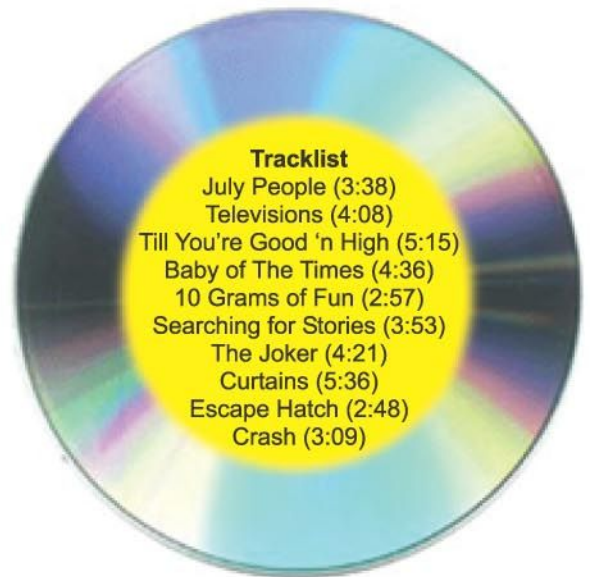 Tracklist
July People (3:38)
Televisions (4:08)
Till You're Good ‘n High (5:15)
Baby of The Times (4:36)
10 Grams of Fun (2:57)
Searching for Stories (3:53)
The Joker (4:21)
Curtains (5:36)
Escape Hatch (2:48)
Crash (3:09)